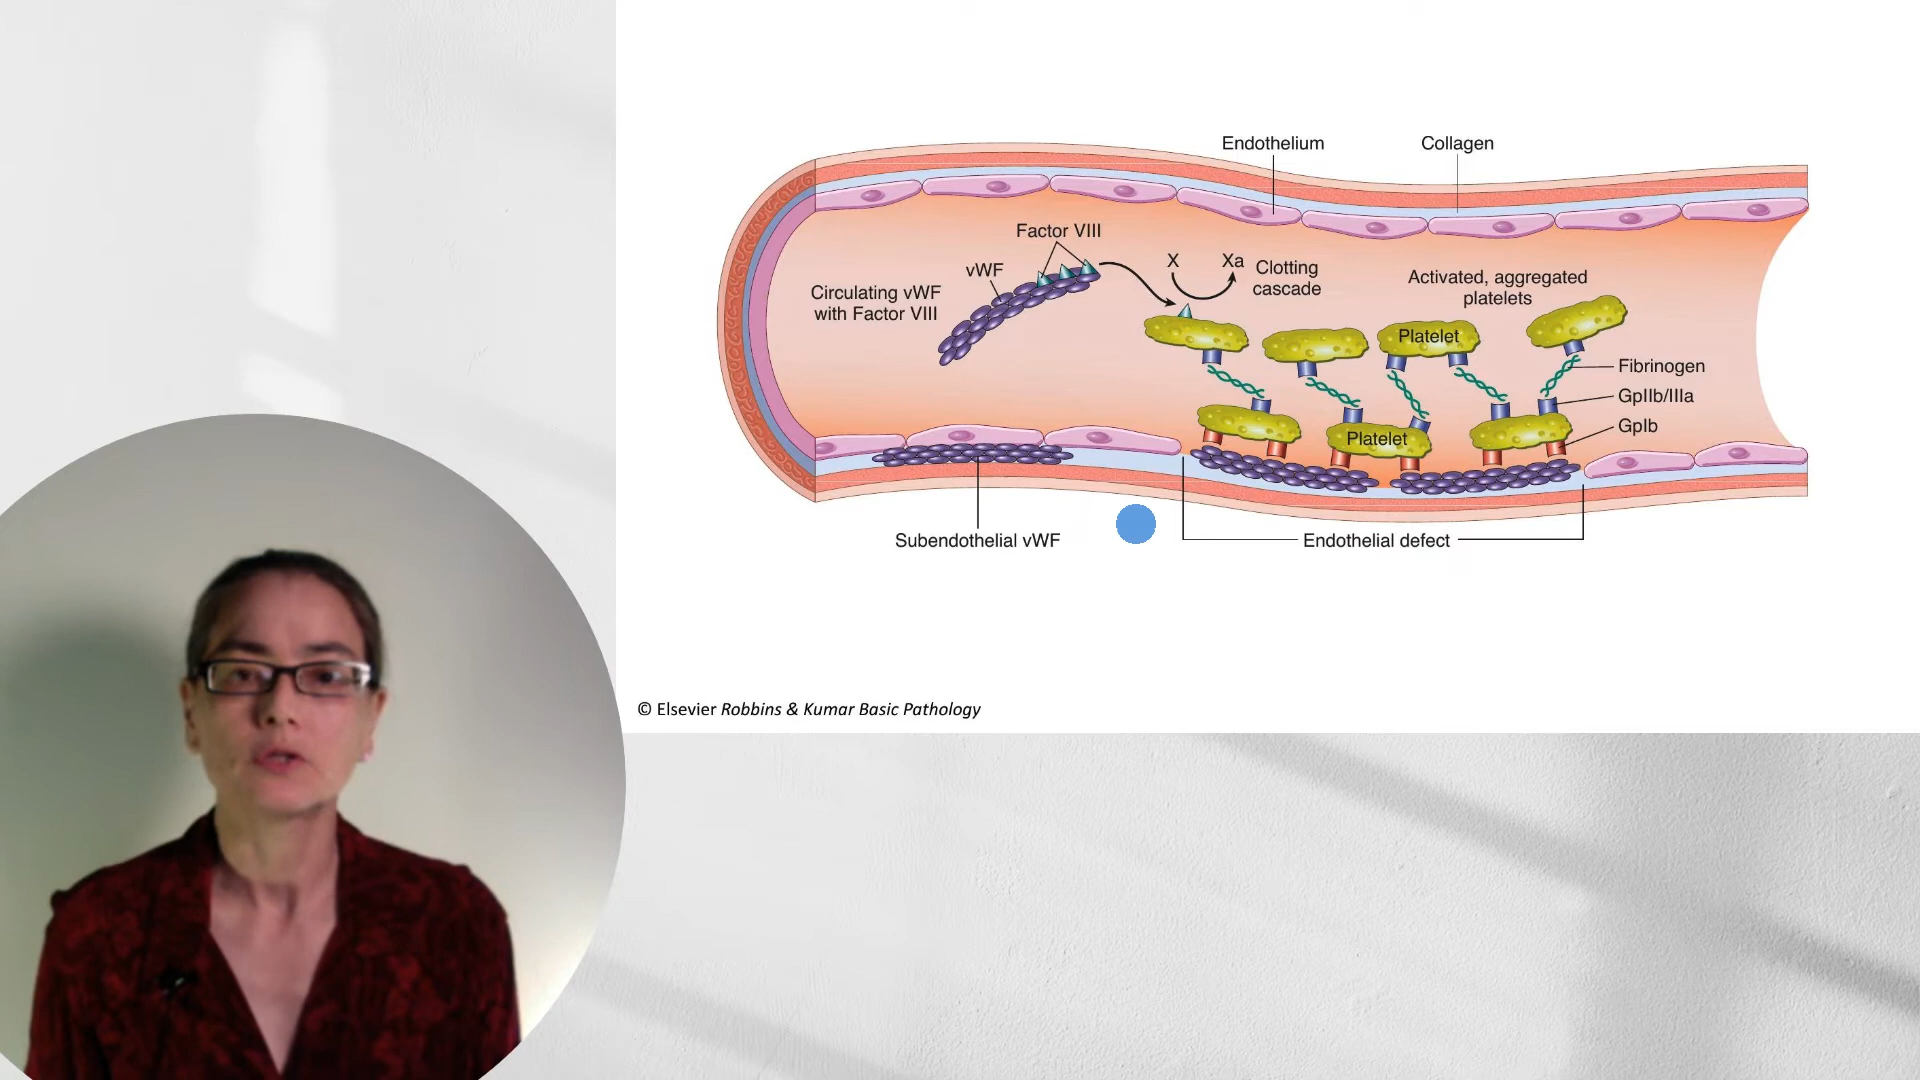 Endothelium
Collagen
Factor VIII
vWF
X
Xa
Clotting
cascade
Circulating vWF
with Factor VIII
Activated, aggregated
platelets
Platelet
Fibrinogen
GpIIb/IIIa
GpIb
Platelet
Subendothelial vWF
Endothelial defect
© Elsevier Robbins & Kumar Basic Pathology